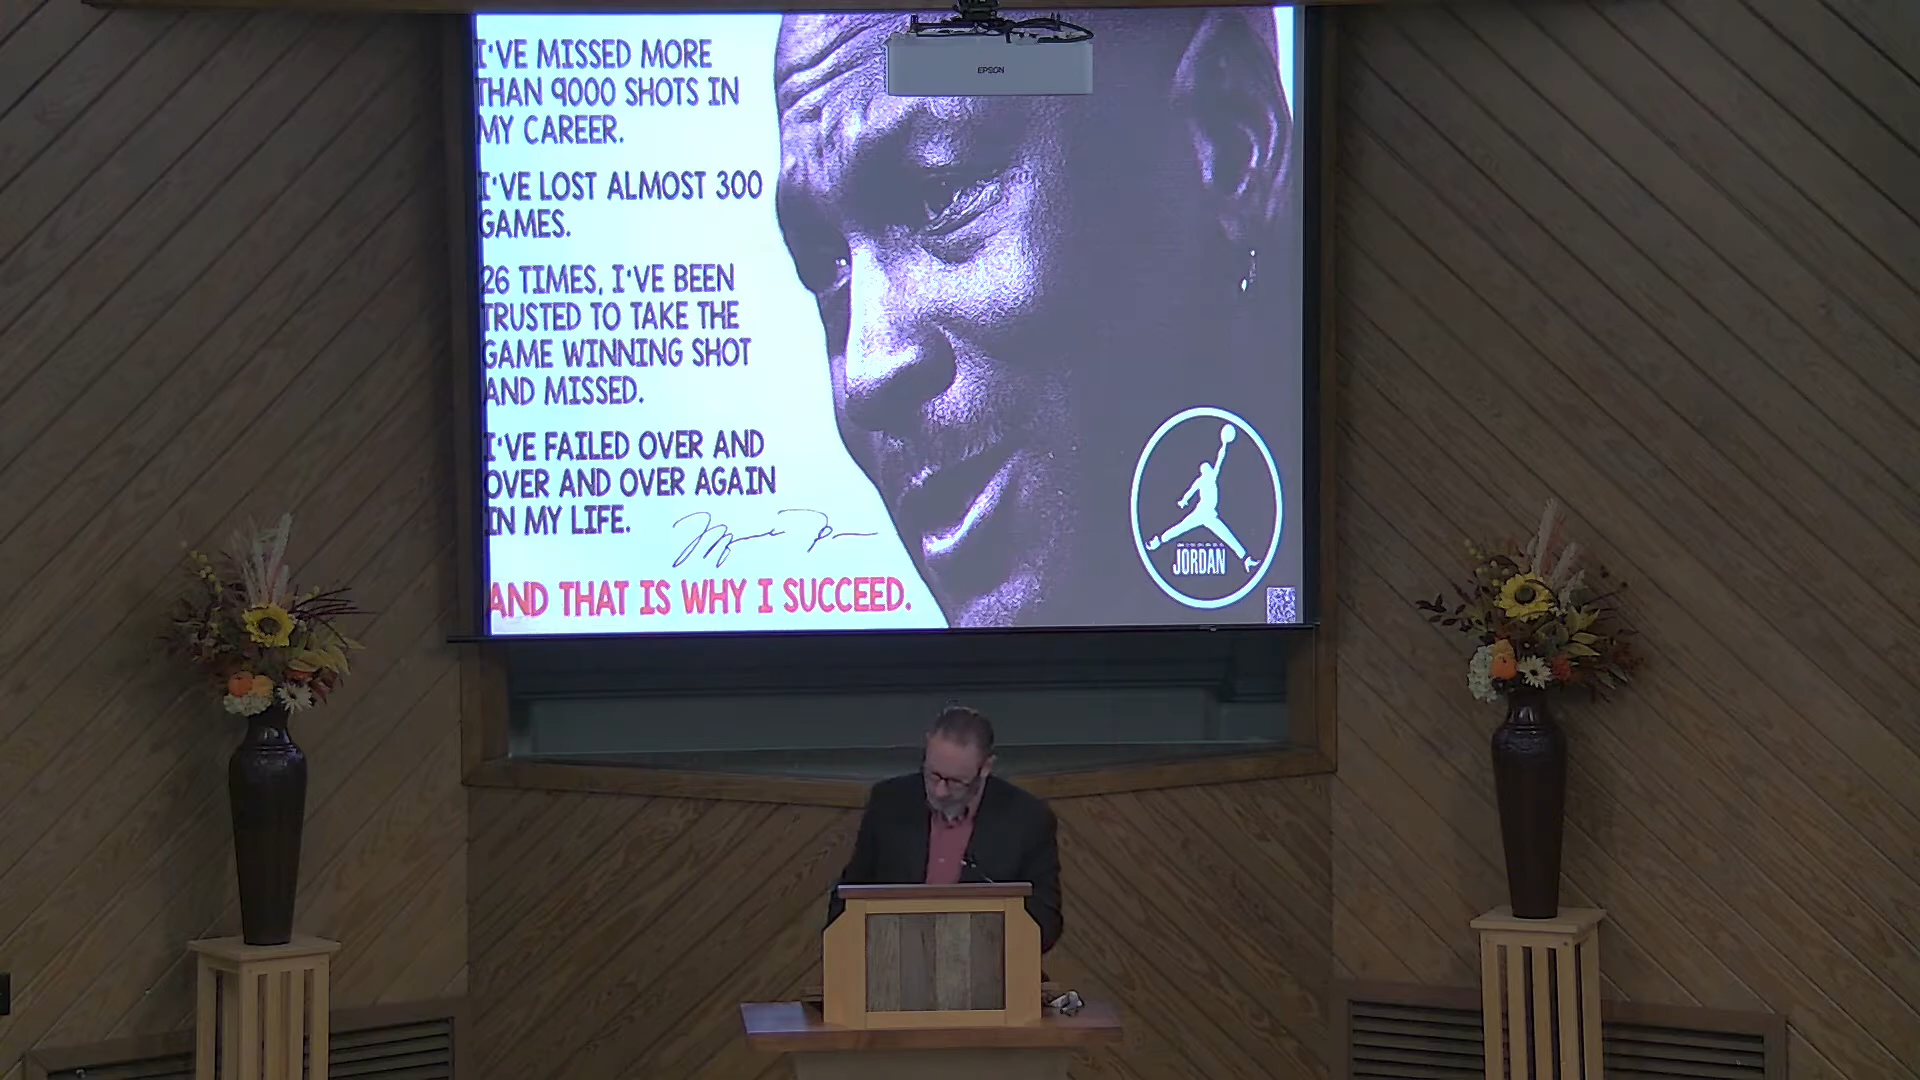 I'VE MISSED MORE
THAN 9000 SHOTS IN
MY CAREER.
I'VE LOST ALMOST 300
GAMES.
26 TIMES, I'VE BEEN
TRUSTED TO TAKE THE
GAME WINNING SHOT
AND MISSED.
I'VE FAILED OVER AND
OVER AND OVER AGAIN
IN MY LIFE.
AND THAT IS WHY I SUCCEED.
EPSON
JORDAN